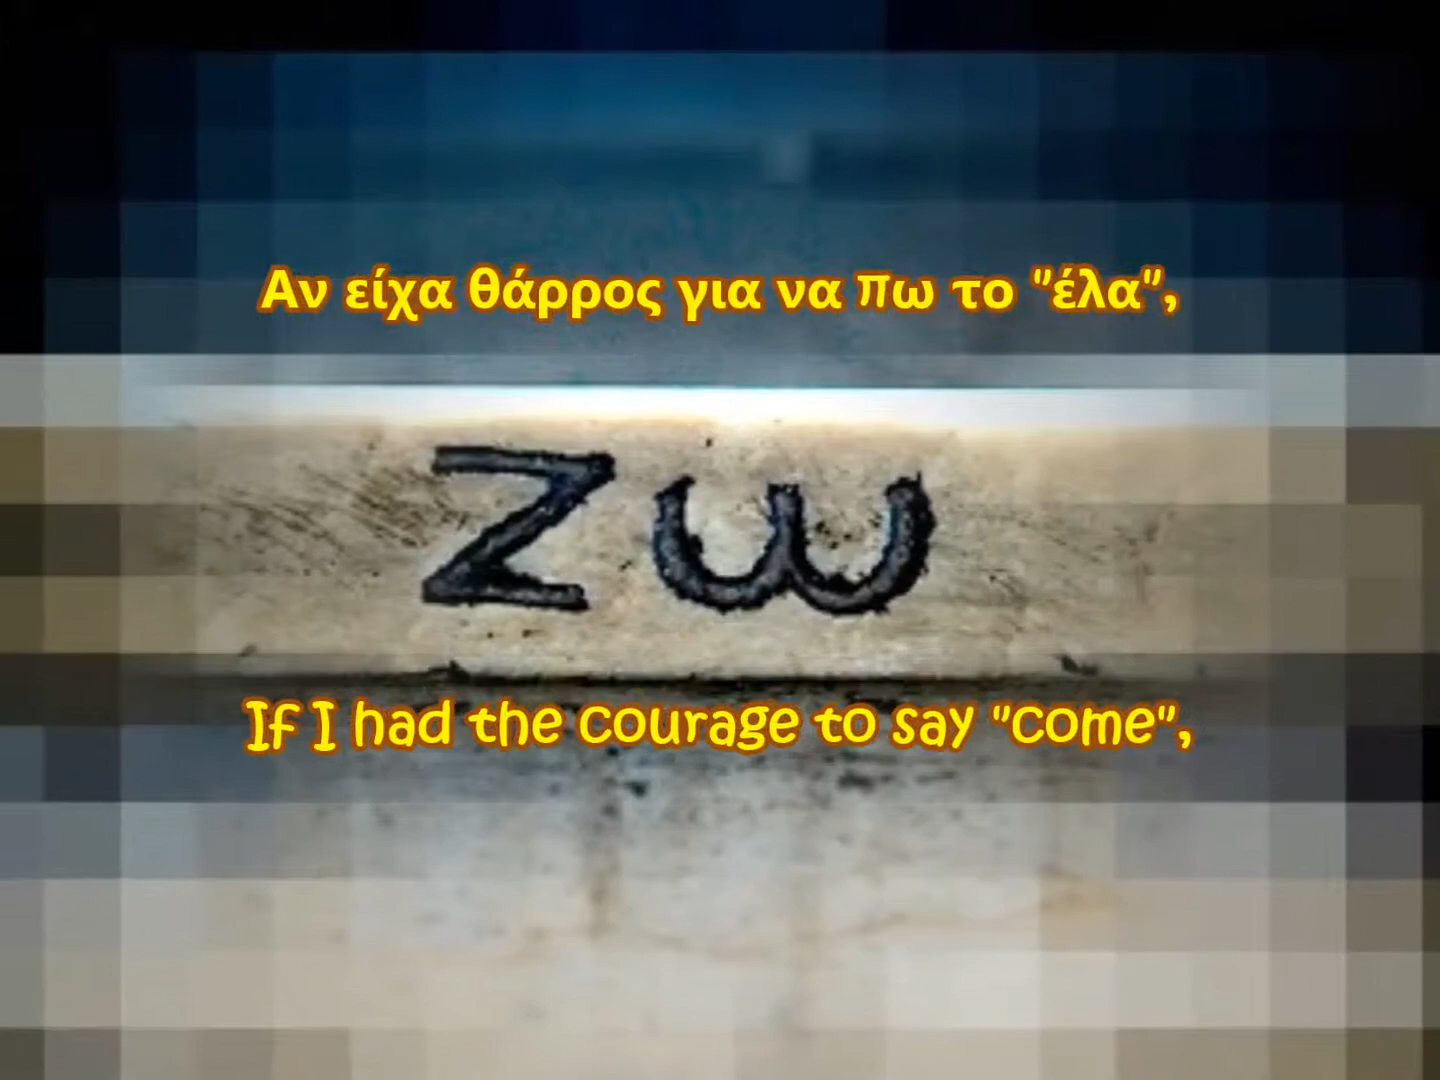 Αν είχα θάρρος για να πω το "έλα",
Ζω
If I had the courage to say "come",